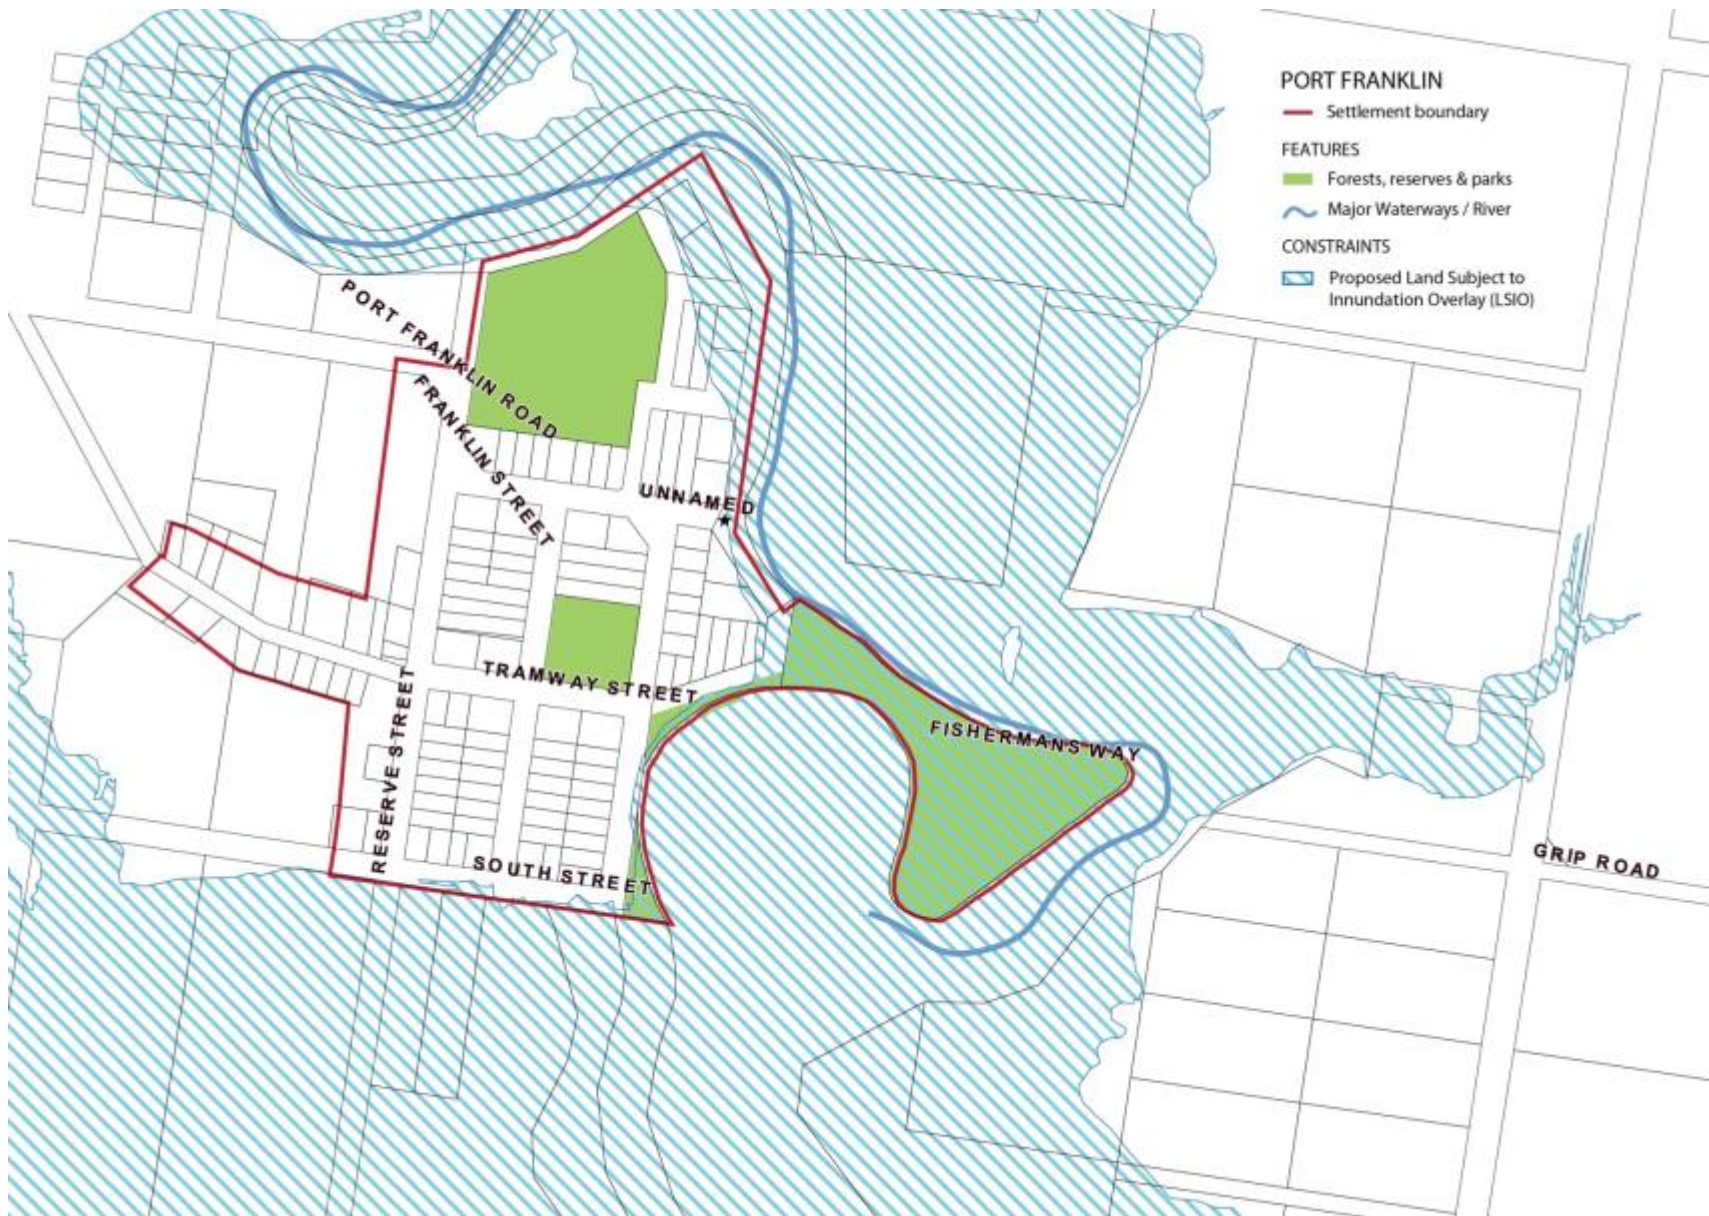 PORT FRANKLIN
Settlement boundary
FEATURES
Forests, reserves & parks
Major Waterways / River
CONSTRAINTS
Proposed Land Subject to
Innundation Overlay (LSIO)
PORT FRANKLIN ROAD
FRANKLIN STREET
UNNAMED
TRAMWAY STREET
RESERVE STREET
FISHERMANS WAY
SOUTH STREET
GRIP ROAD